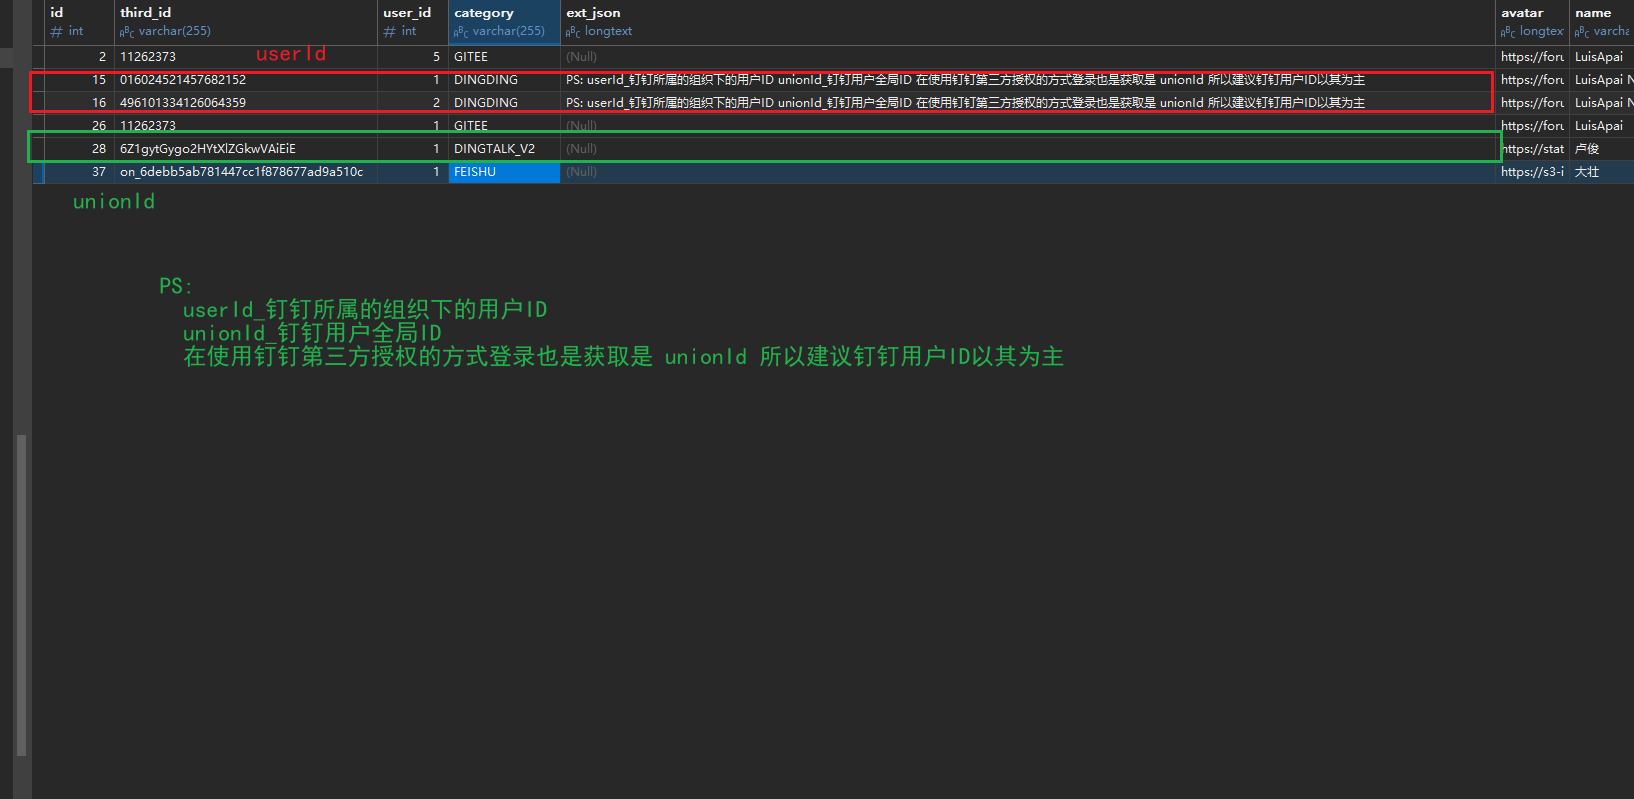 id third_id user_id category ext_json avatar name
# int ABC varchar(255) # int ABC varchar(255) ABC longtext ABC longtex ABC varcha
userId
2 11262373 5 GITEE (Null) https://foru LuisApai
15 016024521457682152 1 DINGDING PS: userId_钉钉所属的组织下的用户ID unionId_钉钉用户全局ID 在使用钉钉第三方授权的方式登录也是获取是 unionId 所以建议钉钉用户ID以其为主 https://foru LuisApai N
16 496101334126064359 2 DINGDING PS: userId_钉钉所属的组织下的用户ID unionId_钉钉用户全局ID 在使用钉钉第三方授权的方式登录也是获取是 unionId 所以建议钉钉用户ID以其为主 https://foru LuisApai N
26 11262373 1 GITEE (Null) https://foru LuisApai
28 6Z1gytGygo2HYtXlZGkwVAiEiE 1 DINGTALK_V2 (Null) https://stat 卢俊
37 on_6debb5ab781447cc1f878677ad9a510c 1 FEISHU (Null) https://s3-i 大壮
unionId
PS:
userId_钉钉所属的组织下的用户ID
unionId_钉钉用户全局ID
在使用钉钉第三方授权的方式登录也是获取是 unionId 所以建议钉钉用户ID以其为主